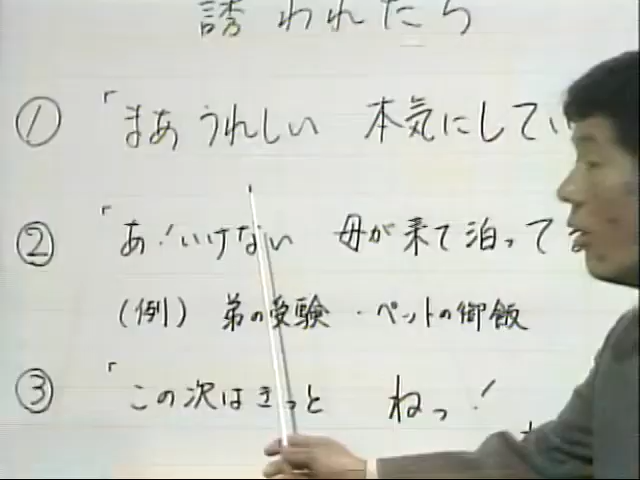 誘われたら
① 「まあ うれしい 本気にしてい
② 「あ！いけない 母が来て泊って
（例） 弟の受験 ・ペットの御飯
③ 「この次はきっと ねっ！